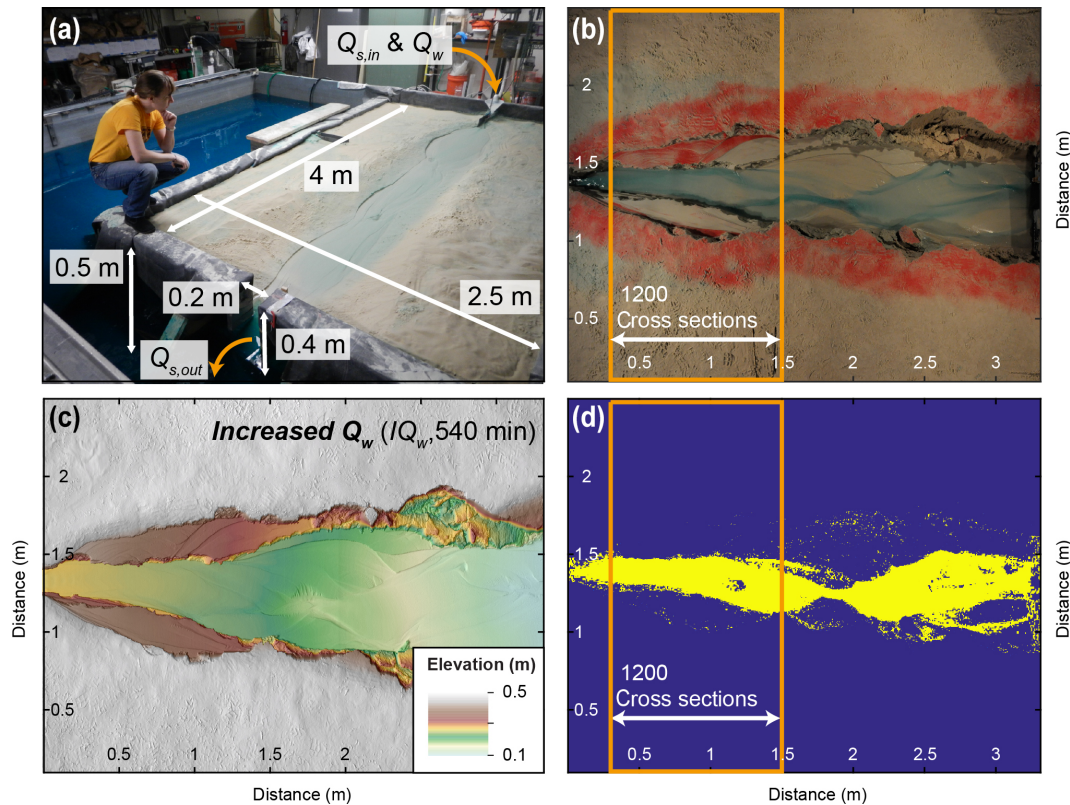 (a)
Qs,in & Qw
4 m
0.5 m
0.2 m
2.5 m
0.4 m
Qs,out
(b)
2
1.5
1
0.5
1200
Cross sections
0.5
1
1.5
2
2.5
3
Distance (m)
(c)
Increased Qw (IQw,540 min)
2
1.5
1
0.5
0.5
1
1.5
2
Elevation (m)
0.5
0.1
Distance (m)
Distance (m)
(d)
2
1.5
1
0.5
1200
Cross sections
0.5
1
1.5
2
2.5
3
Distance (m)
Distance (m)